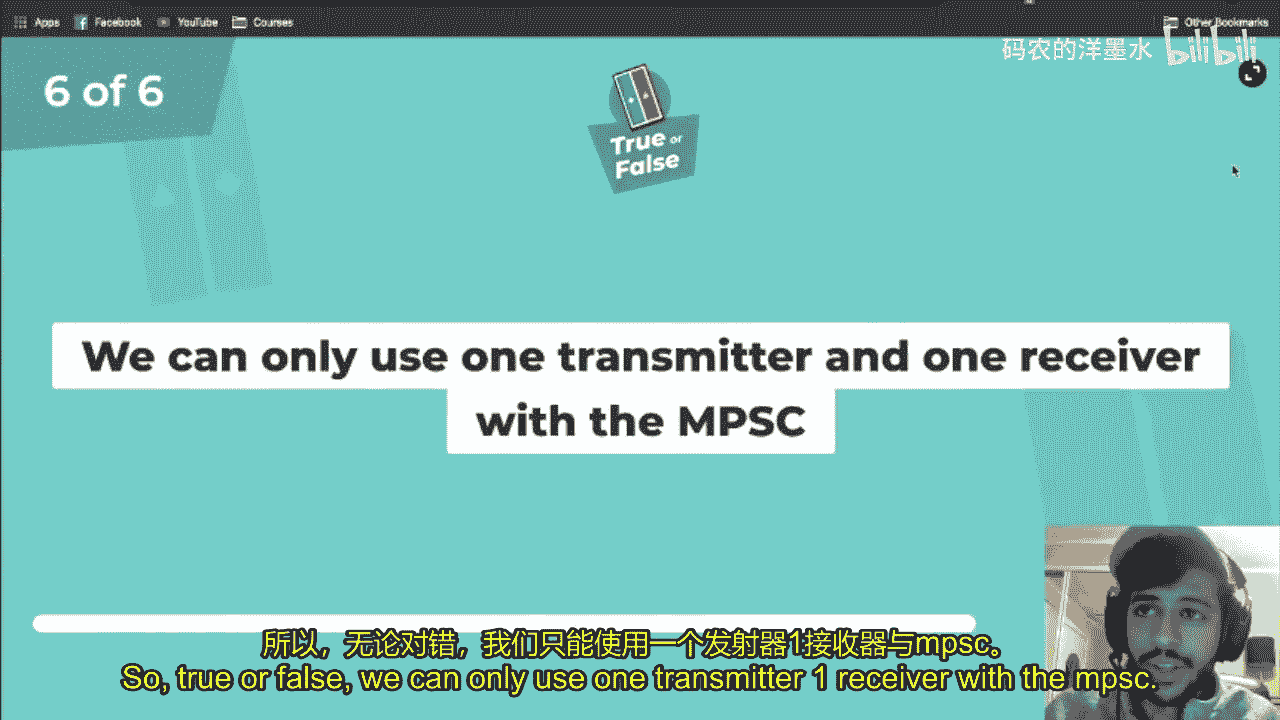 Apps Facebook YouTube Courses Other Bookmarks
码农的洋墨水 bilibili
6 of 6
True or
False
We can only use one transmitter and one receiver
with the MPSC
所以，无论对错，我们只能使用一个发射器1接收器与mpsc。
So, true or false, we can only use one transmitter 1 receiver with the mpsc.